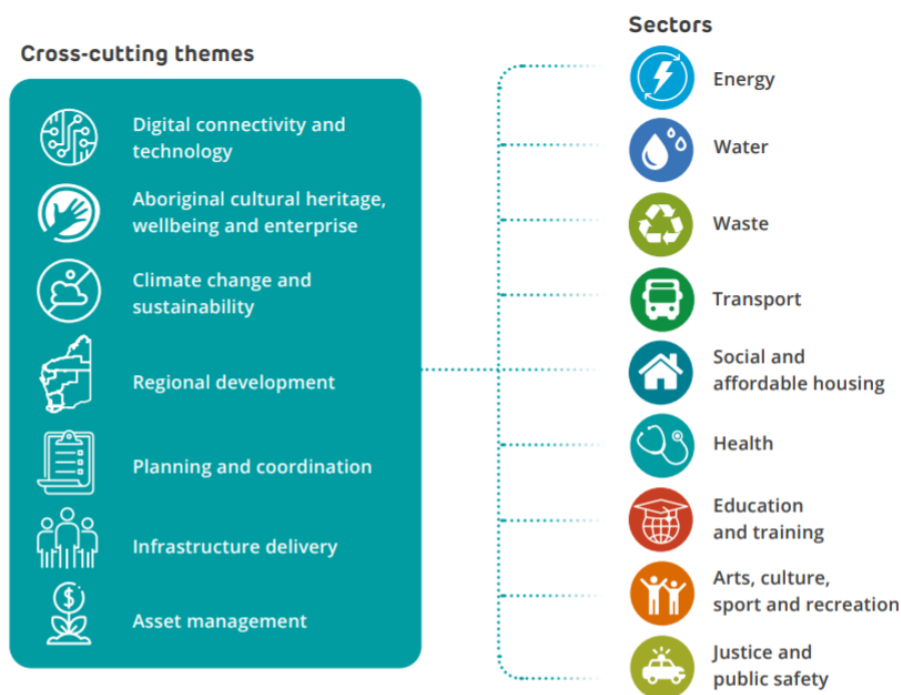 Cross-cutting themes
Digital connectivity and
technology
Aboriginal cultural heritage,
wellbeing and enterprise
Climate change and
sustainability
Regional development
Planning and coordination
Infrastructure delivery
$
Asset management
Sectors
Energy
Water
Waste
Transport
Social and
affordable housing
Health
Education
and training
Arts, culture,
sport and recreation
Justice and
public safety